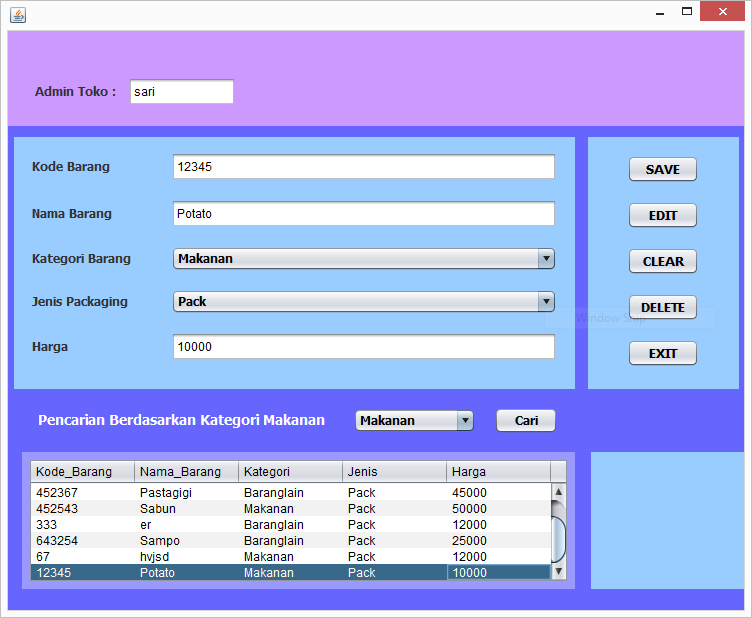 Admin Toko : sari
Kode Barang 12345
SAVE
Nama Barang Potato
EDIT
Kategori Barang Makanan
CLEAR
Jenis Packaging Pack
DELETE
Harga 10000
EXIT
Pencarian Berdasarkan Kategori Makanan Makanan Cari
Kode_Barang Nama_Barang Kategori Jenis Harga
452367 Pastagigi Baranglain Pack 45000
452543 Sabun Makanan Pack 50000
333 er Baranglain Pack 12000
643254 Sampo Baranglain Pack 25000
67 hvjsd Makanan Pack 12000
12345 Potato Makanan Pack 10000